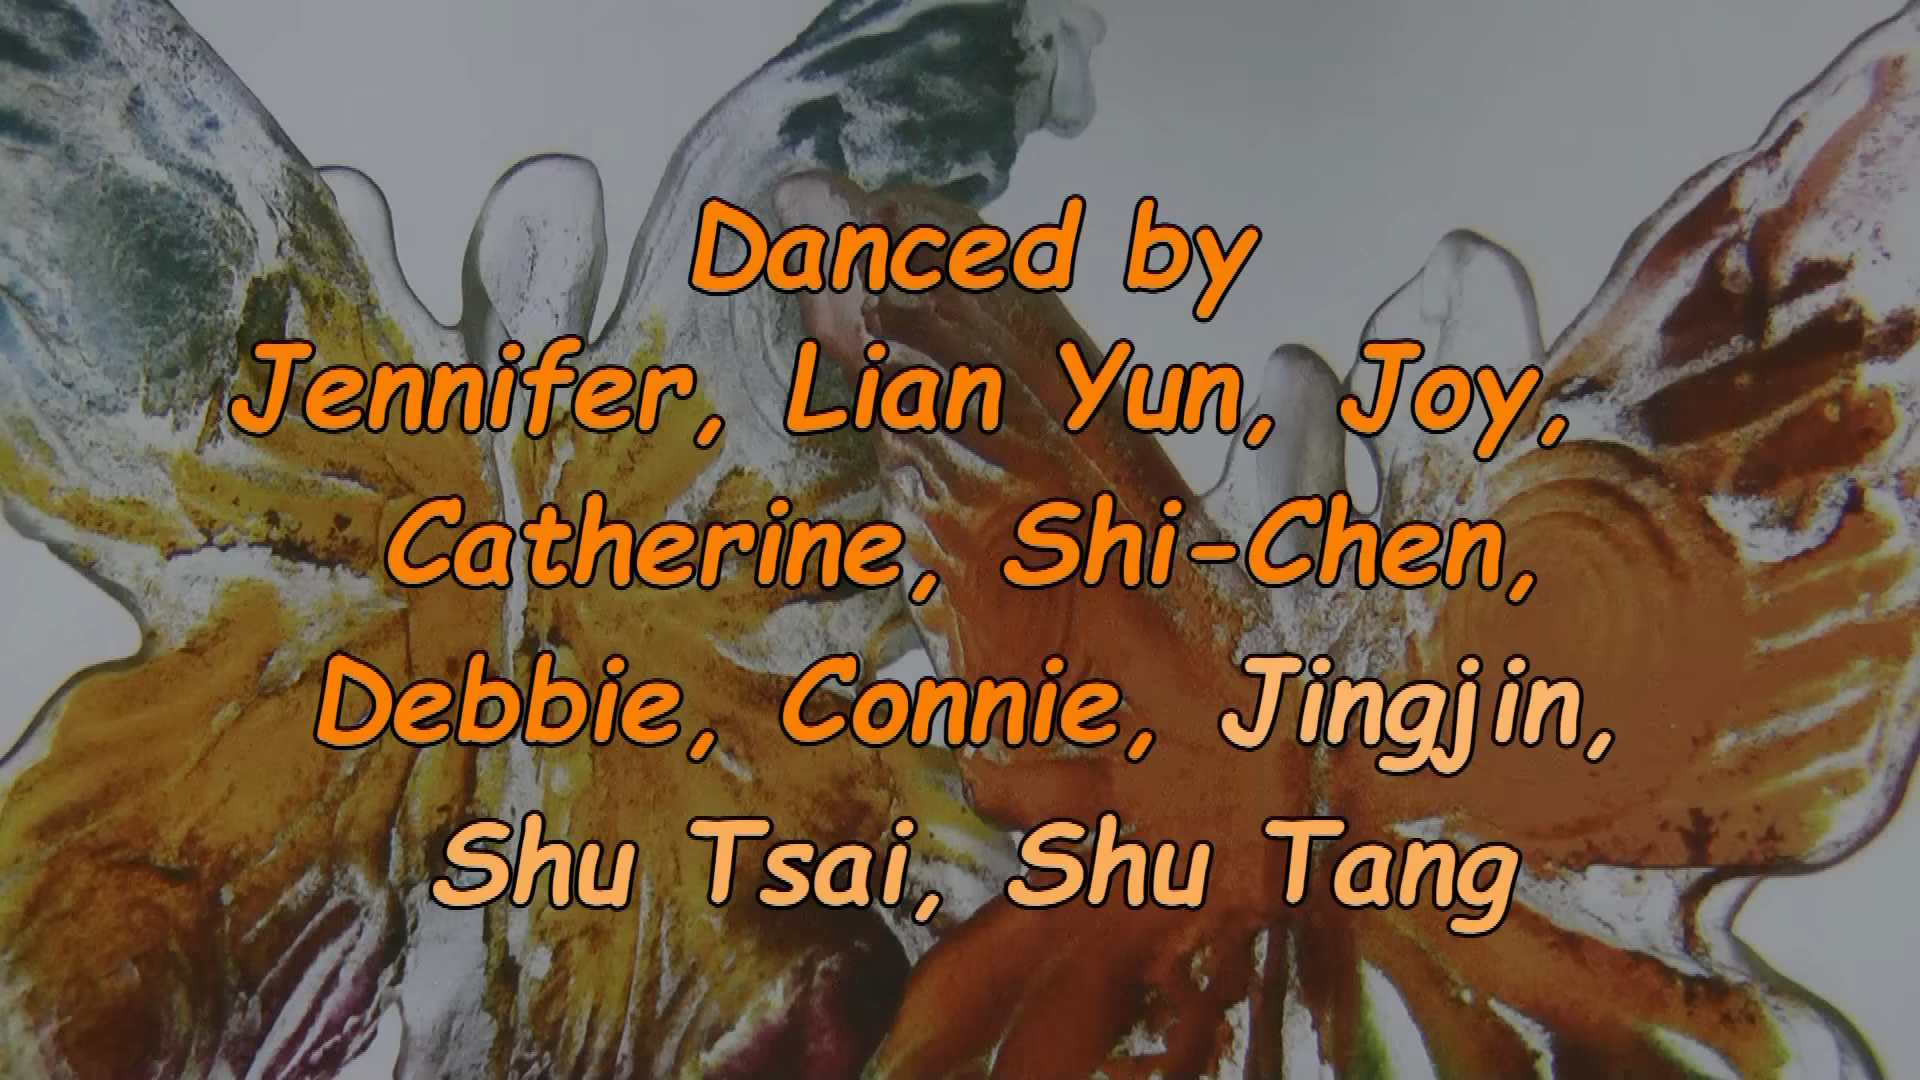 Danced by
Jennifer, Lian Yun, Joy,
Catherine, Shi-Chen,
Debbie, Connie, Jingjin,
Shu Tsai, Shu Tang